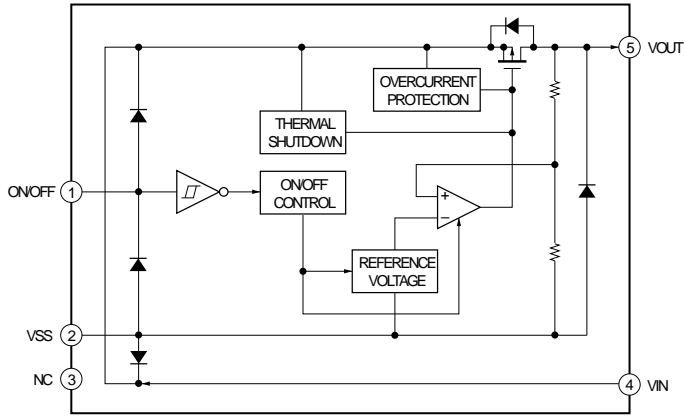 5 VOUT
OVERCURRENT
PROTECTION
THERMAL
SHUTDOWN
ON/OFF 1
ON/OFF
CONTROL
+
−
REFERENCE
VOLTAGE
VSS 2
NC 3
4 VIN